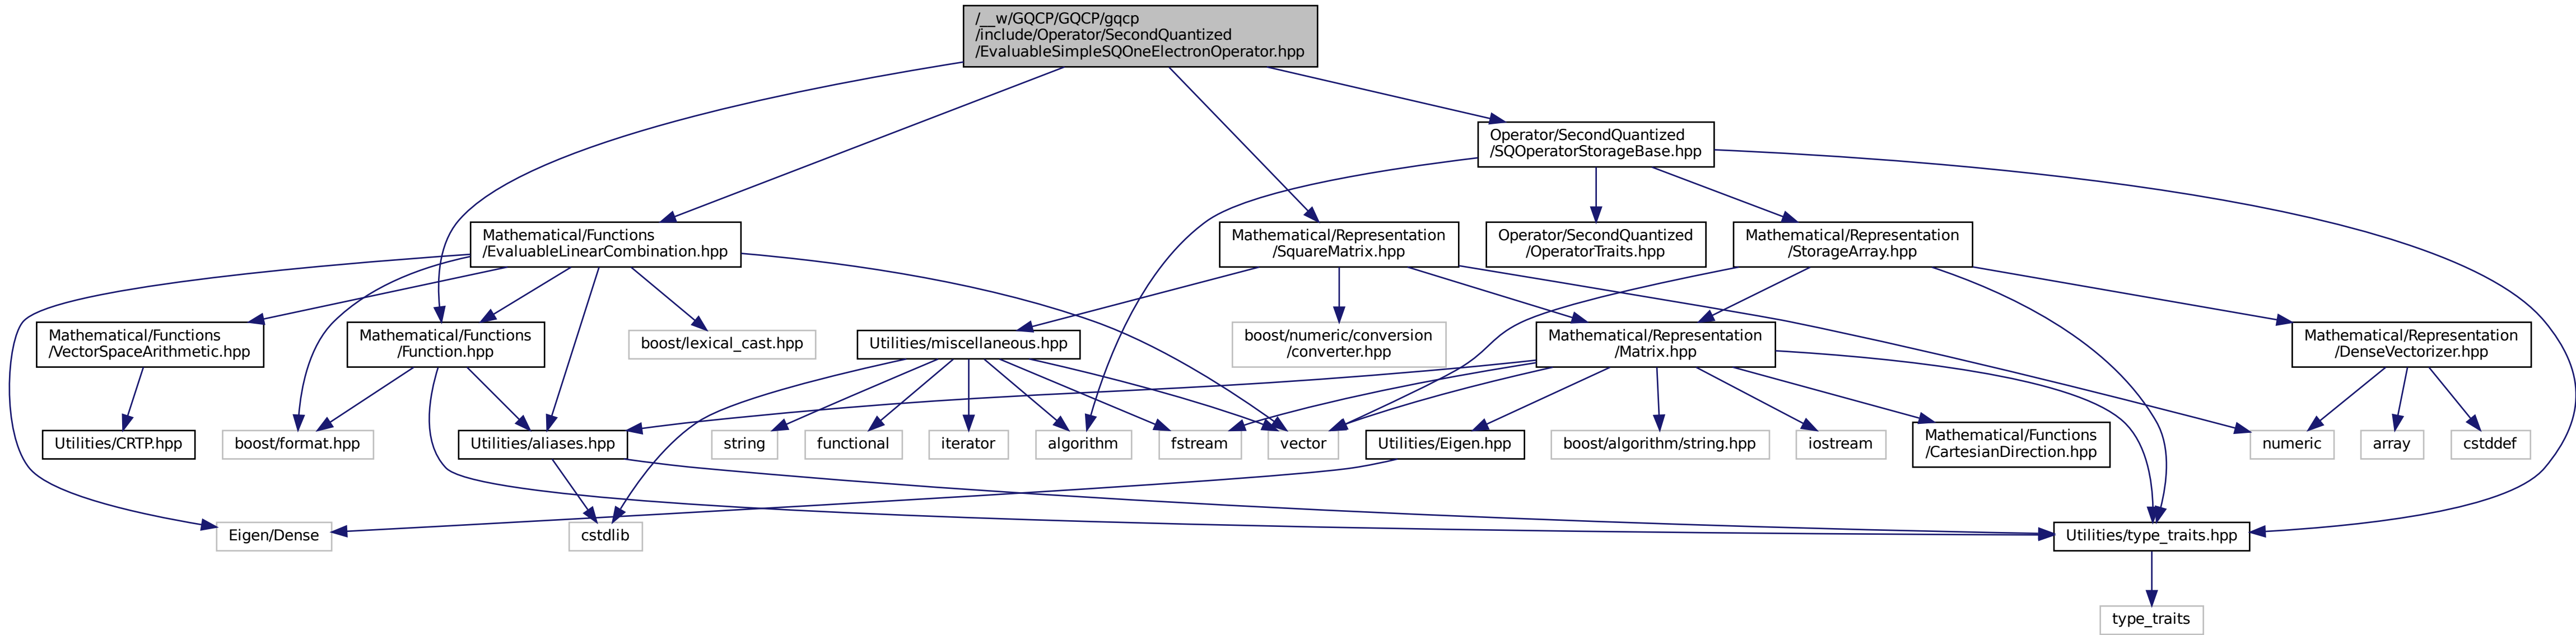 /__w/GQCP/GQCP/gqcp
/include/Operator/SecondQuantized
/EvaluableSimpleSQOneElectronOperator.hpp
Operator/SecondQuantized
/SQOperatorStorageBase.hpp
Mathematical/Functions
/EvaluableLinearCombination.hpp
Mathematical/Representation
/SquareMatrix.hpp
Operator/SecondQuantized
/OperatorTraits.hpp
Mathematical/Representation
/StorageArray.hpp
Mathematical/Functions
/VectorSpaceArithmetic.hpp
Mathematical/Functions
/Function.hpp
boost/lexical_cast.hpp
Utilities/miscellaneous.hpp
boost/numeric/conversion
/converter.hpp
Mathematical/Representation
/Matrix.hpp
Mathematical/Representation
/DenseVectorizer.hpp
Utilities/CRTP.hpp
boost/format.hpp
Utilities/aliases.hpp
string
functional
iterator
algorithm
fstream
vector
Utilities/Eigen.hpp
boost/algorithm/string.hpp
iostream
Mathematical/Functions
/CartesianDirection.hpp
numeric
array
cstddef
Eigen/Dense
cstdlib
Utilities/type_traits.hpp
type_traits